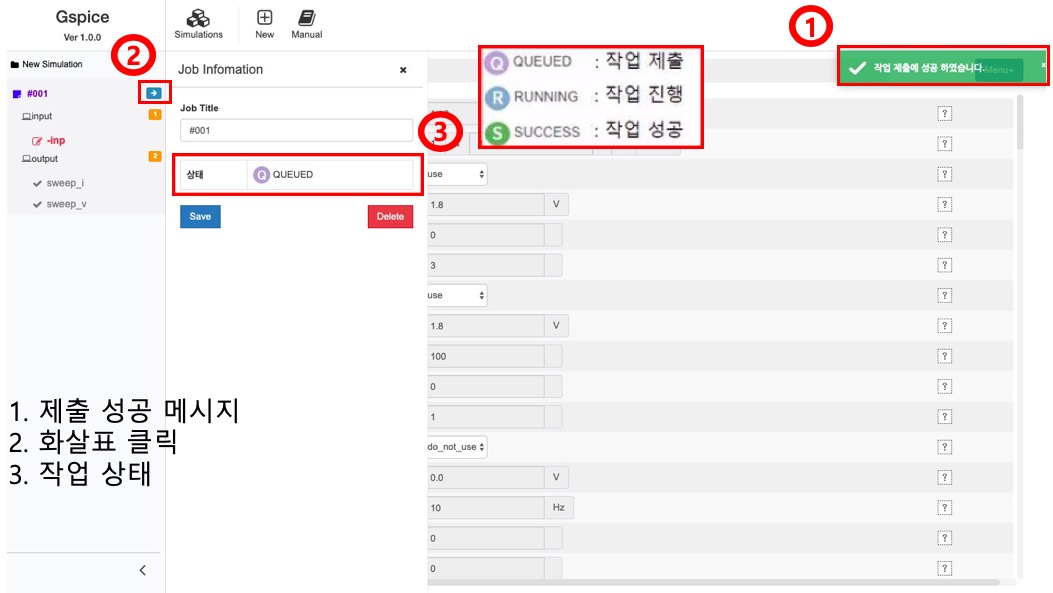 Gspice
Ver 1.0.0
Simulations
New
Manual
1
작업 제출에 성공 하였습니다.
Menu
×
2
New Simulation
#001
input
1
-inp
output
2
sweep_i
sweep_v
Job Infomation
×
Job Title
#001
3
상태
Q QUEUED
Save
Delete
Q QUEUED : 작업 제출
R RUNNING : 작업 진행
S SUCCESS : 작업 성공
?
?
use
?
1.8 V
?
0
?
3
?
use
?
1.8 V
?
100
?
0
?
1
?
do_not_use
?
0.0 V
?
10 Hz
?
0
?
0
?
1. 제출 성공 메시지
2. 화살표 클릭
3. 작업 상태